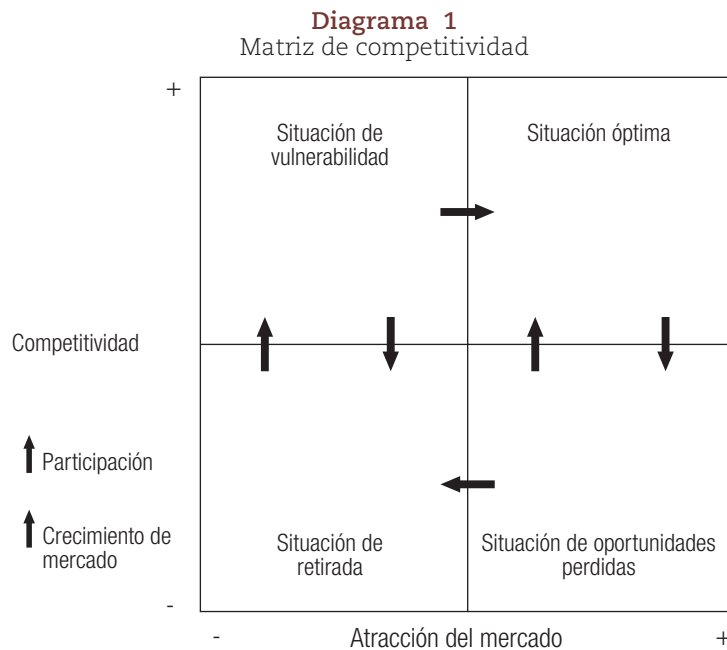 Diagrama 1
Matriz de competitividad
+
Situación de
vulnerabilidad
Situación óptima
Competitividad
Participación
Crecimiento de
mercado
Situación de
retirada
Situación de oportunidades
perdidas
-
-
Atracción del mercado
+